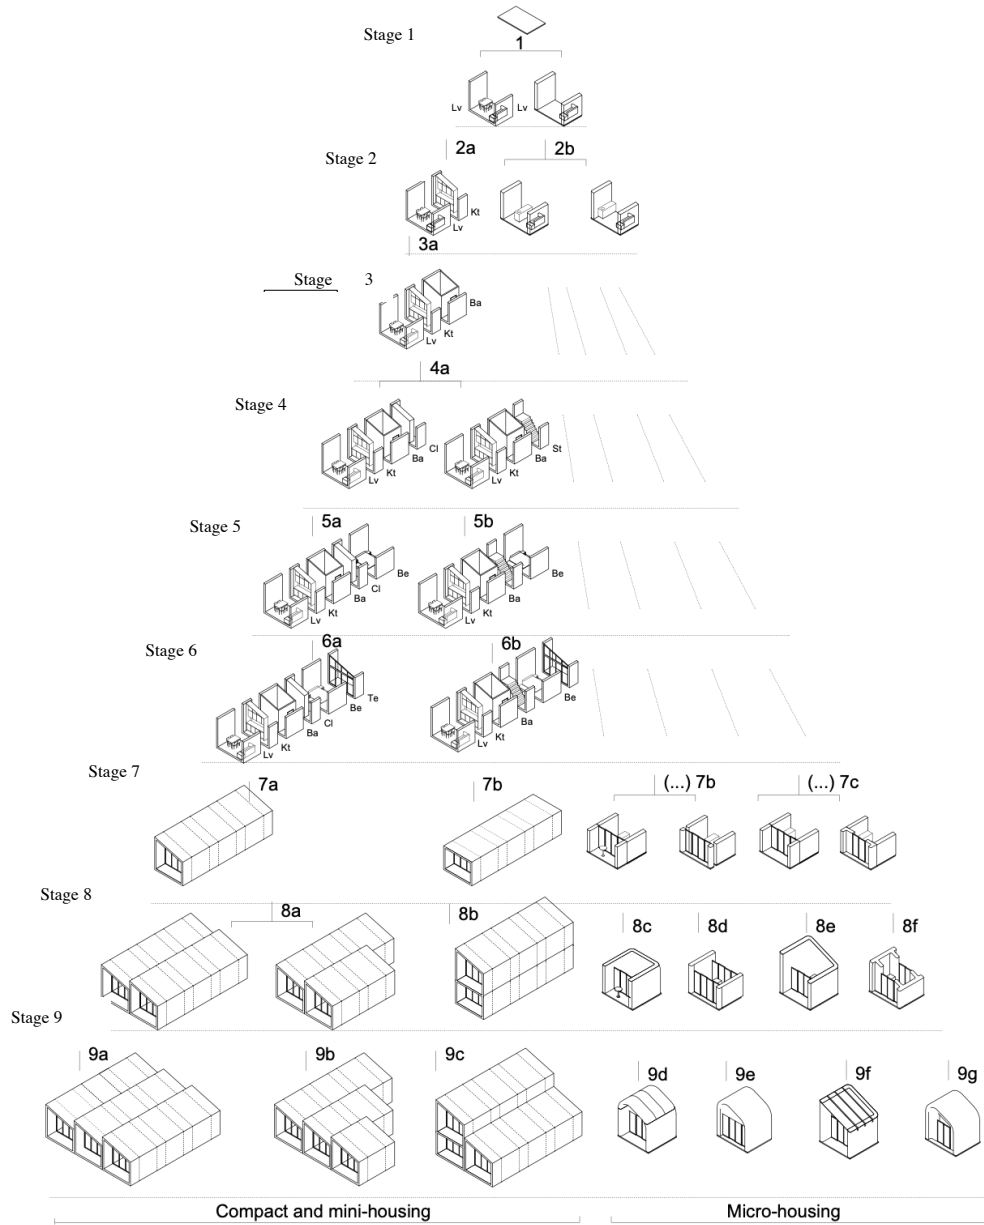 Stage 1
1
Lv
Lv
Stage 2
2a
2b
Kt
Lv
3a
Stage 3
Ba
Kt
Lv
4a
Stage 4
Cl
Ba
Kt
Lv
St
Ba
Kt
Lv
Stage 5
5a
5b
Be
Cl
Ba
Kt
Lv
Be
Ba
Kt
Lv
Stage 6
6a
6b
Te
Be
Cl
Ba
Kt
Lv
Be
Ba
Kt
Lv
Stage 7
7a
7b
(...) 7b
(...) 7c
Stage 8
8a
8b
8c
8d
8e
8f
Stage 9
9a
9b
9c
9d
9e
9f
9g
Compact and mini-housing
Micro-housing